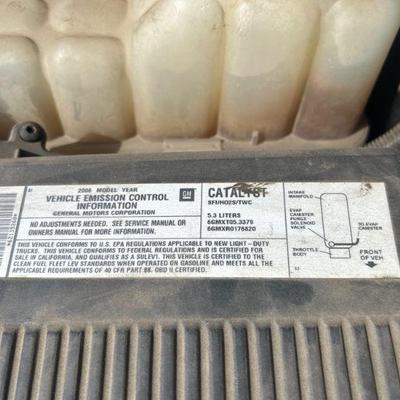 2006 MODEL YEAR
VEHICLE EMISSION CONTROL
INFORMATION
GENERAL MOTORS CORPORATION
GM
CATALYST
SFI/HO2S/TWC
NO ADJUSTMENTS NEEDED. SEE SERVICE MANUAL OR
OWNERS MANUAL FOR MORE INFORMATION.
5.3 LITERS
6GMXT05.3379
6GMXR0176820
THIS VEHICLE CONFORMS TO U.S. EPA REGULATIONS APPLICABLE TO NEW LIGHT-DUTY
TRUCKS. THIS VEHICLE CONFORMS TO REGULATIONS AND IS CERTIFIED FOR
SALE IN CALIFORNIA, AND QUALIFIES AS A SULEV1. THIS VEHICLE CONFORMS TO THE
CLEAN FUEL FLEET LEV STANDARDS WHEN OPERATED ON GASOLINE AND MEETS ALL
APPLICABLE REQUIREMENTS OF 40 CFR PART 88. OBD II CERTIFIED.
INTAKE
MANIFOLD
EVAP
CANISTER
PURGE
SOLENOID
VALVE
TO EVAP
CANISTER
THROTTLE
BODY
FRONT
OF VEH